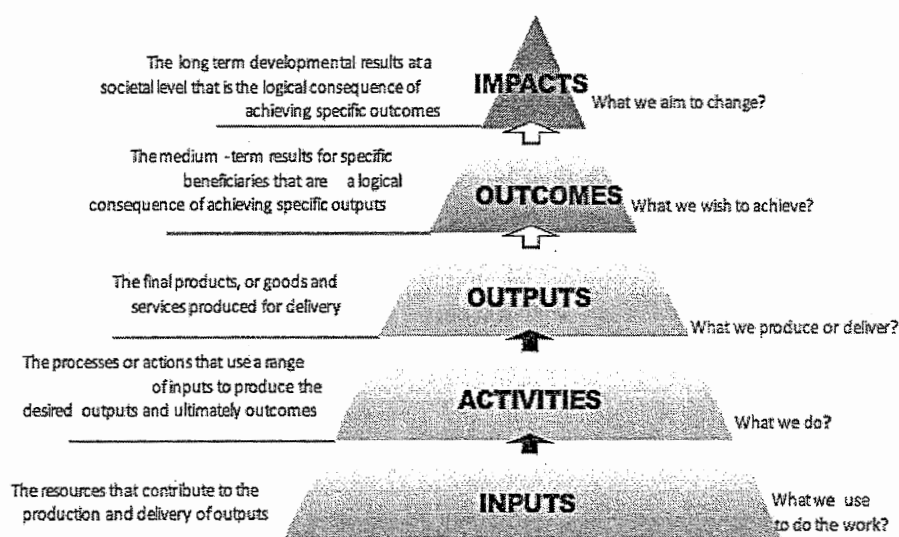 The long term developmental results at a
societal level that is the logical consequence of
achieving specific outcomes
IMPACTS
What we aim to change?
The medium -term results for specific
beneficiaries that are a logical
consequence of achieving specific outputs
OUTCOMES
What we wish to achieve?
The final products, or goods and
services produced for delivery
OUTPUTS
What we produce or deliver?
The processes or actions that use a range
of inputs to produce the
desired outputs and ultimately outcomes
ACTIVITIES
What we do?
The resources that contribute to the
production and delivery of outputs
INPUTS
What we use
to do the work?